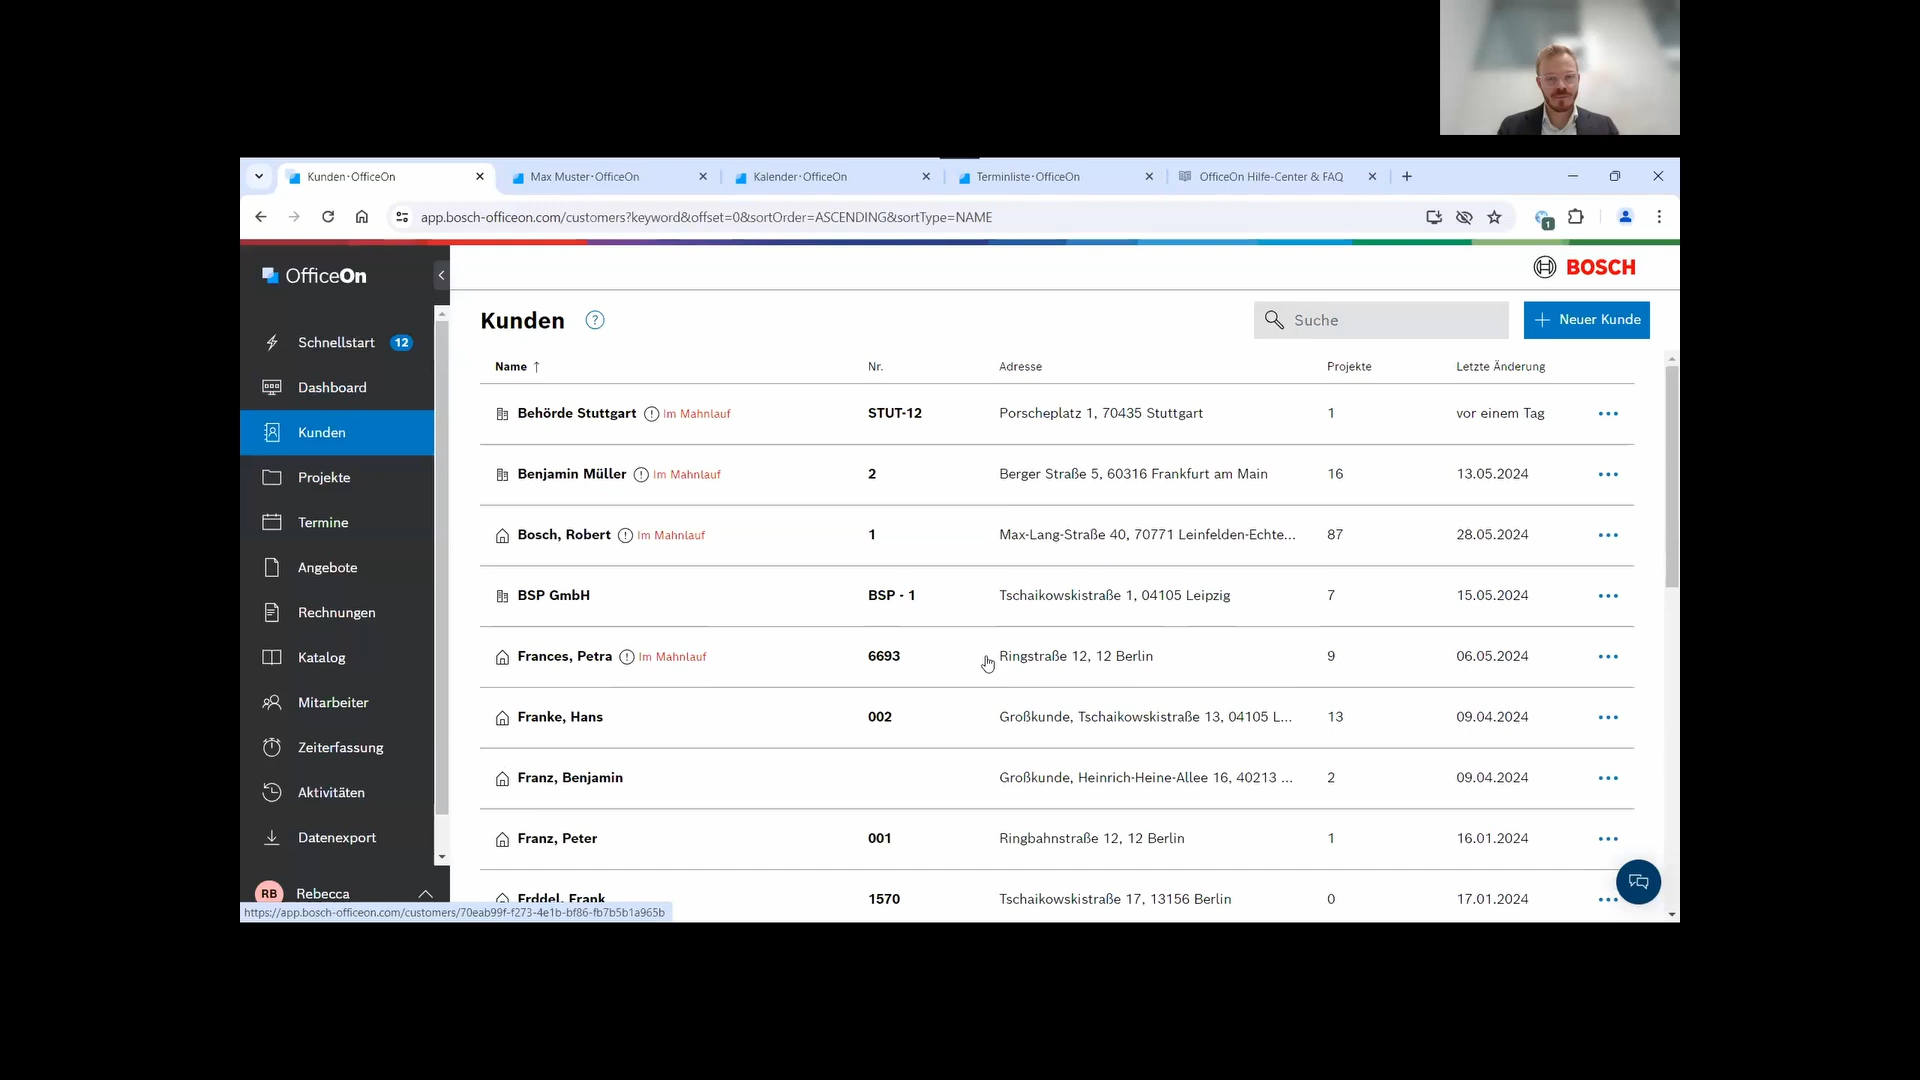 Kunden · OfficeOn
Max Muster · OfficeOn
Kalender · OfficeOn
Terminliste · OfficeOn
OfficeOn Hilfe-Center & FAQ
app.bosch-officeon.com/customers?keyword&offset=0&sortOrder=ASCENDING&sortType=NAME
1
OfficeOn
BOSCH
Schnellstart 12
Dashboard
Kunden
Projekte
Termine
Angebote
Rechnungen
Katalog
Mitarbeiter
Zeiterfassung
Aktivitäten
Datenexport
RB Rebecca
Kunden ?
Suche
+ Neuer Kunde
Name ↑ Nr. Adresse Projekte Letzte Änderung
Behörde Stuttgart Im Mahnlauf STUT-12 Porscheplatz 1, 70435 Stuttgart 1 vor einem Tag
Benjamin Müller Im Mahnlauf 2 Berger Straße 5, 60316 Frankfurt am Main 16 13.05.2024
Bosch, Robert Im Mahnlauf 1 Max-Lang-Straße 40, 70771 Leinfelden-Echte... 87 28.05.2024
BSP GmbH BSP - 1 Tschaikowskistraße 1, 04105 Leipzig 7 15.05.2024
Frances, Petra Im Mahnlauf 6693 Ringstraße 12, 12 Berlin 9 06.05.2024
Franke, Hans 002 Großkunde, Tschaikowskistraße 13, 04105 L... 13 09.04.2024
Franz, Benjamin Großkunde, Heinrich-Heine-Allee 16, 40213 ... 2 09.04.2024
Franz, Peter 001 Ringbahnstraße 12, 12 Berlin 1 16.01.2024
Frddel, Frank 1570 Tschaikowskistraße 17, 13156 Berlin 0 17.01.2024
https://app.bosch-officeon.com/customers/70eab99f-f273-4e1b-bf86-fb7b5b1a965b